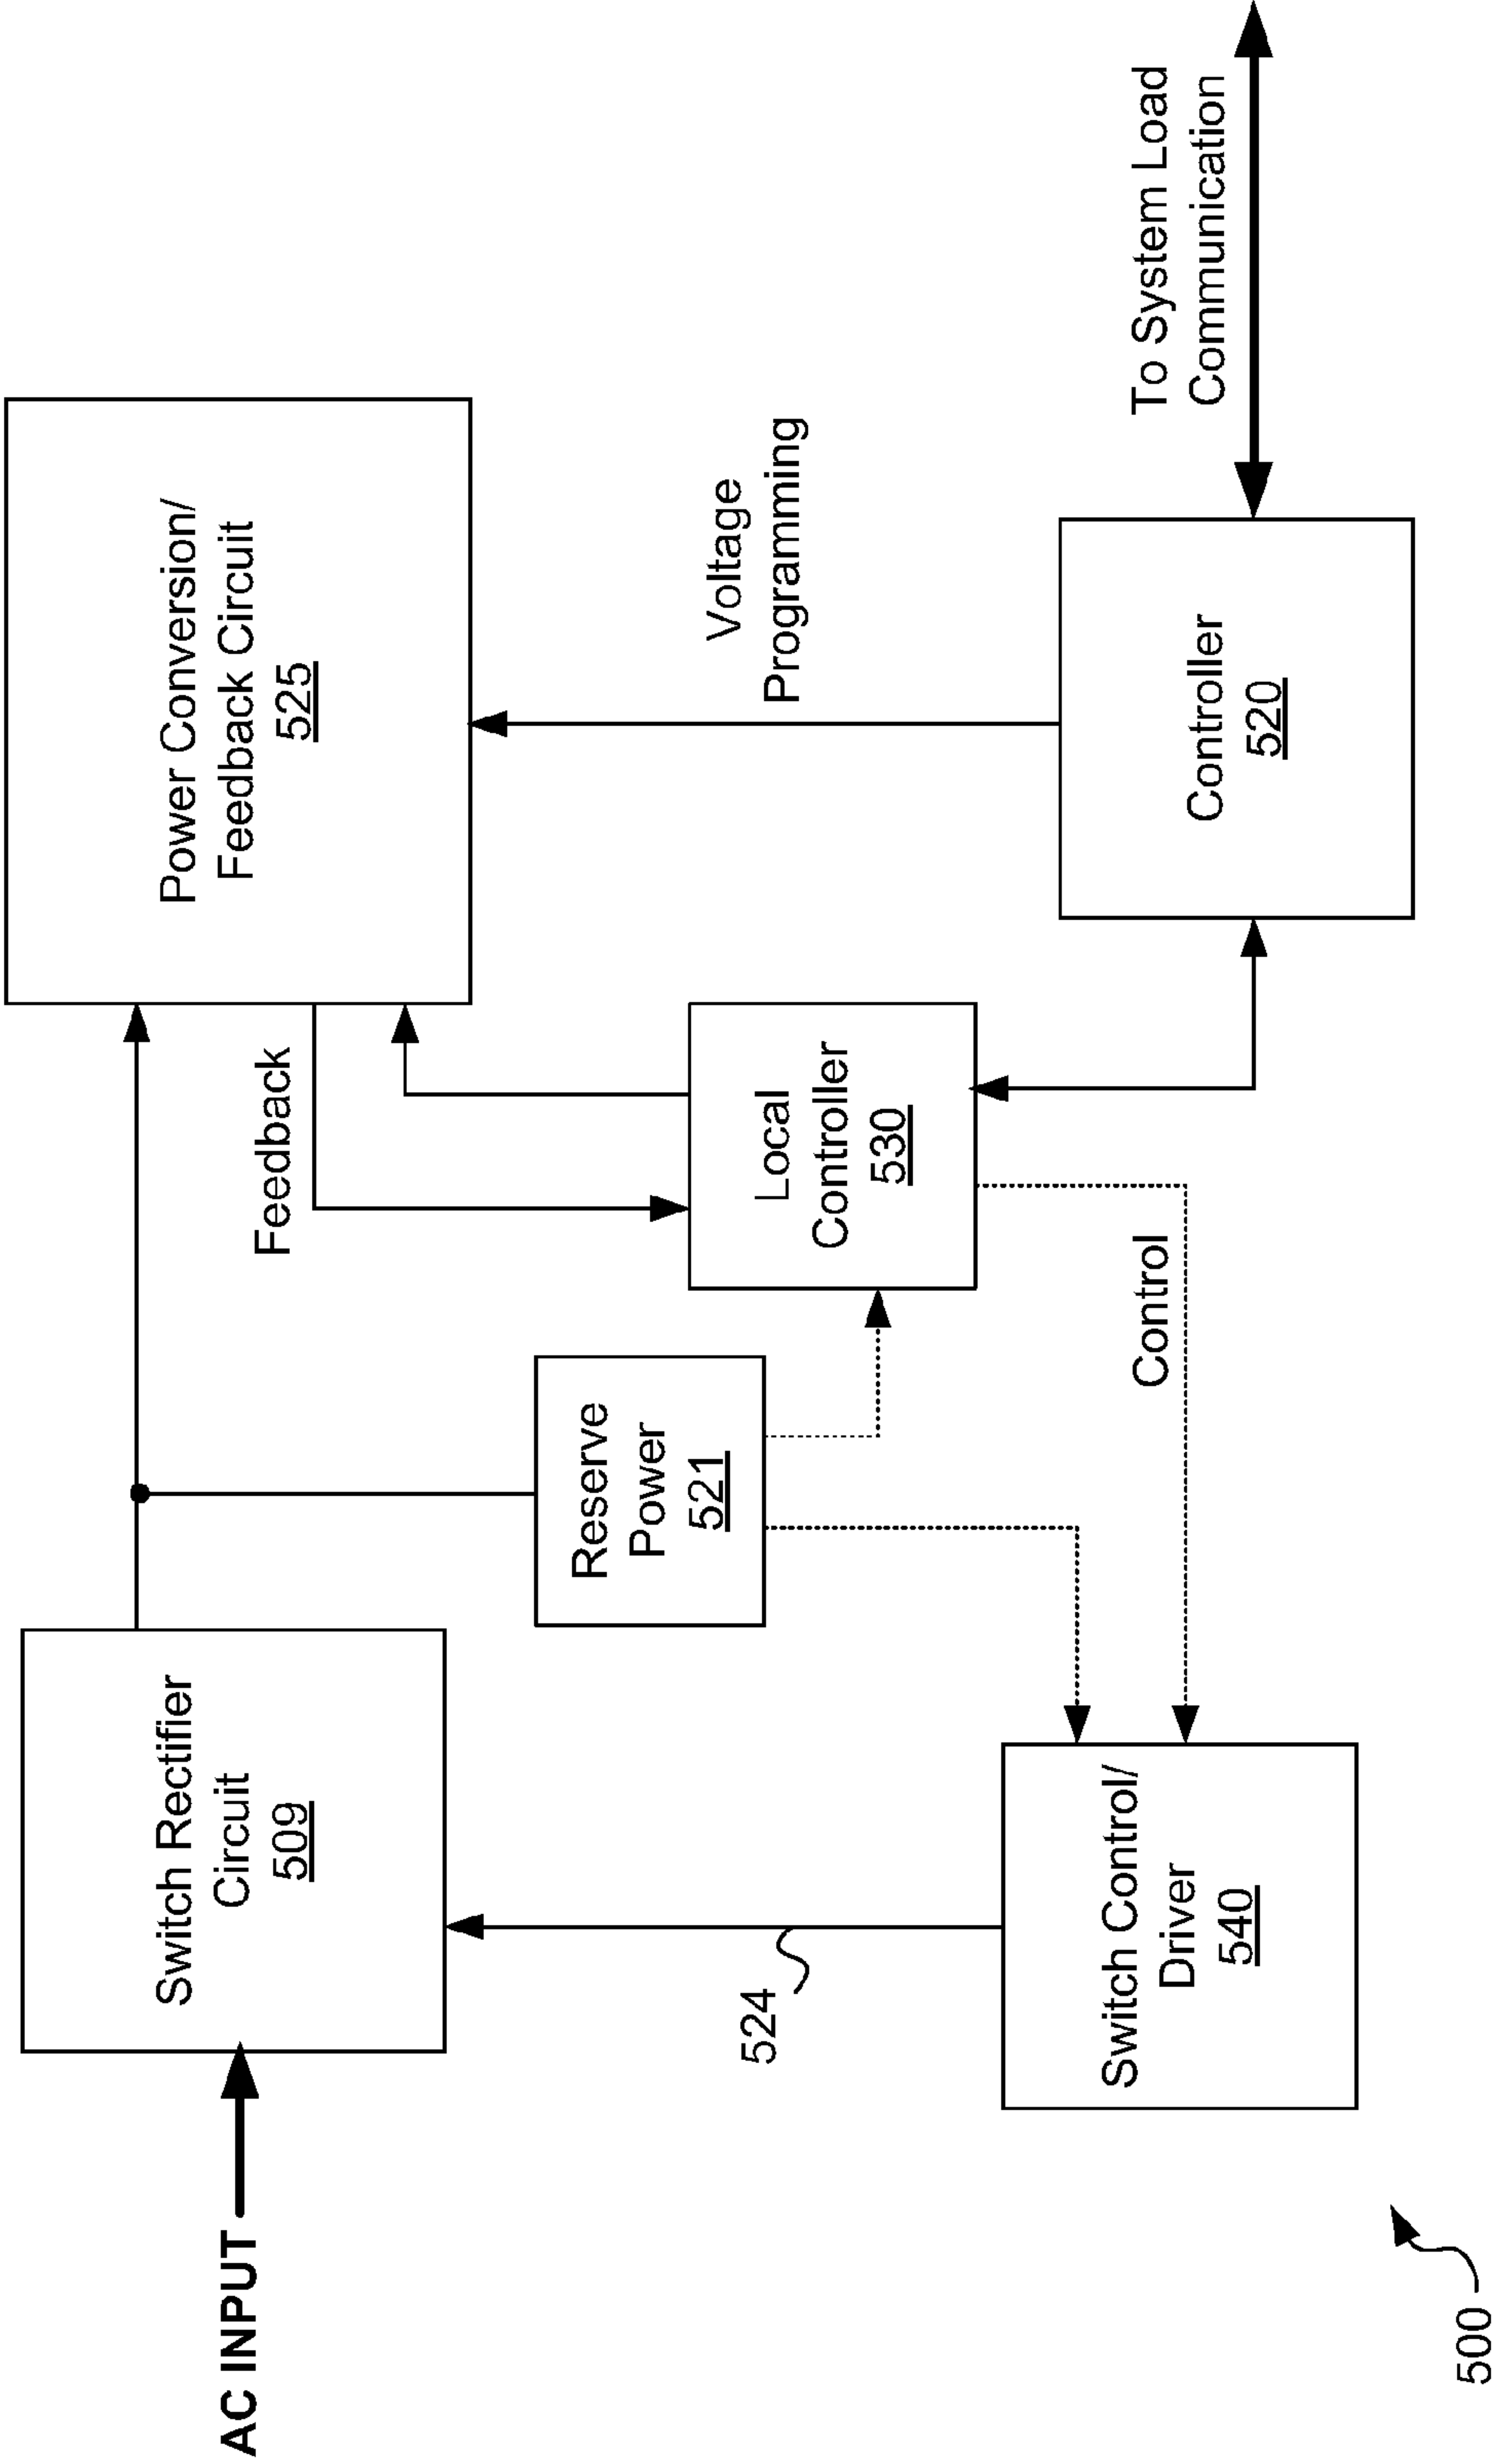 AC INPUT
Switch Rectifier
Circuit
509
Power Conversion/
Feedback Circuit
525
Feedback
Reserve
Power
521
Local
Controller
530
Voltage
Programming
524
Switch Control/
Driver
540
Control
Controller
520
To System Load
Communication
500